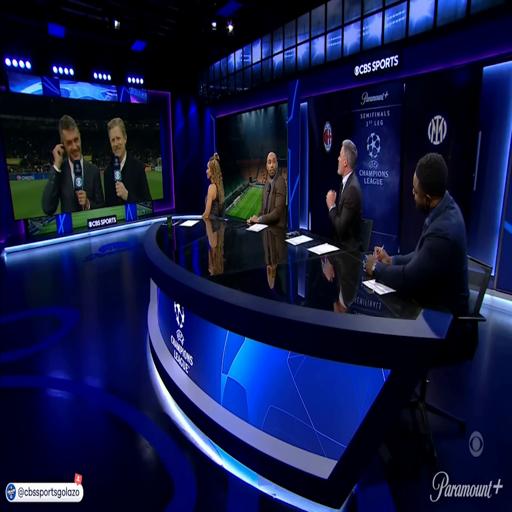 CBS SPORTS
Paramount+
SEMIFINALS
1ST LEG
CHAMPIONS
LEAGUE
CBS SPORTS
CHAMPIONS
LEAGUE
@cbssportsgolazo
Paramount+